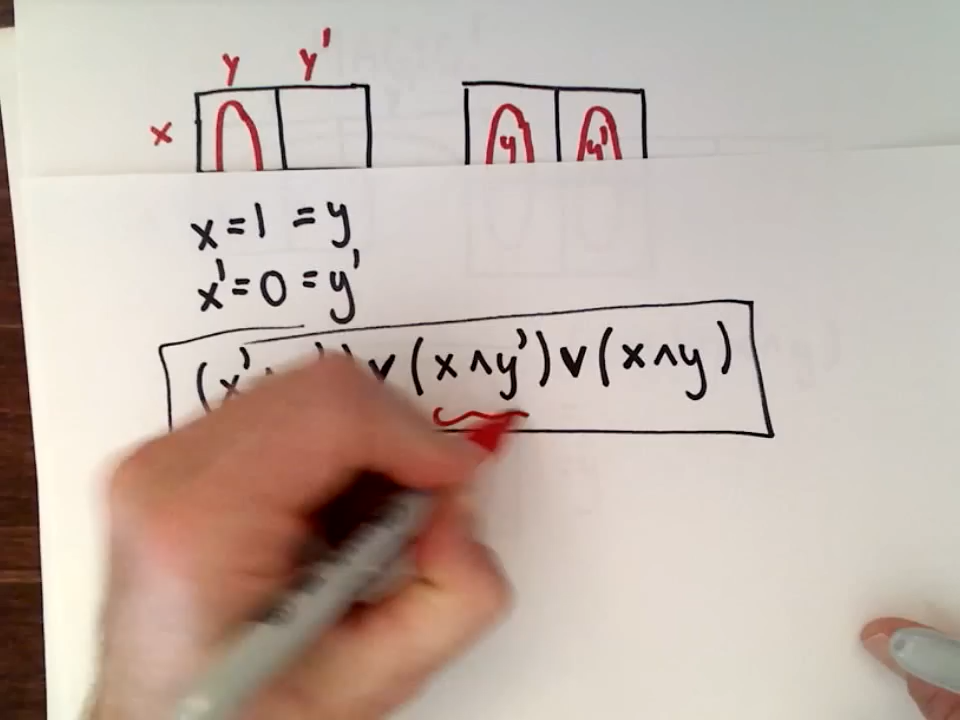 y y'
x y y'
x=1 =y
x'=0 =y'
(x'∧ ') ∨ (x∧y') ∨ (x∧y)